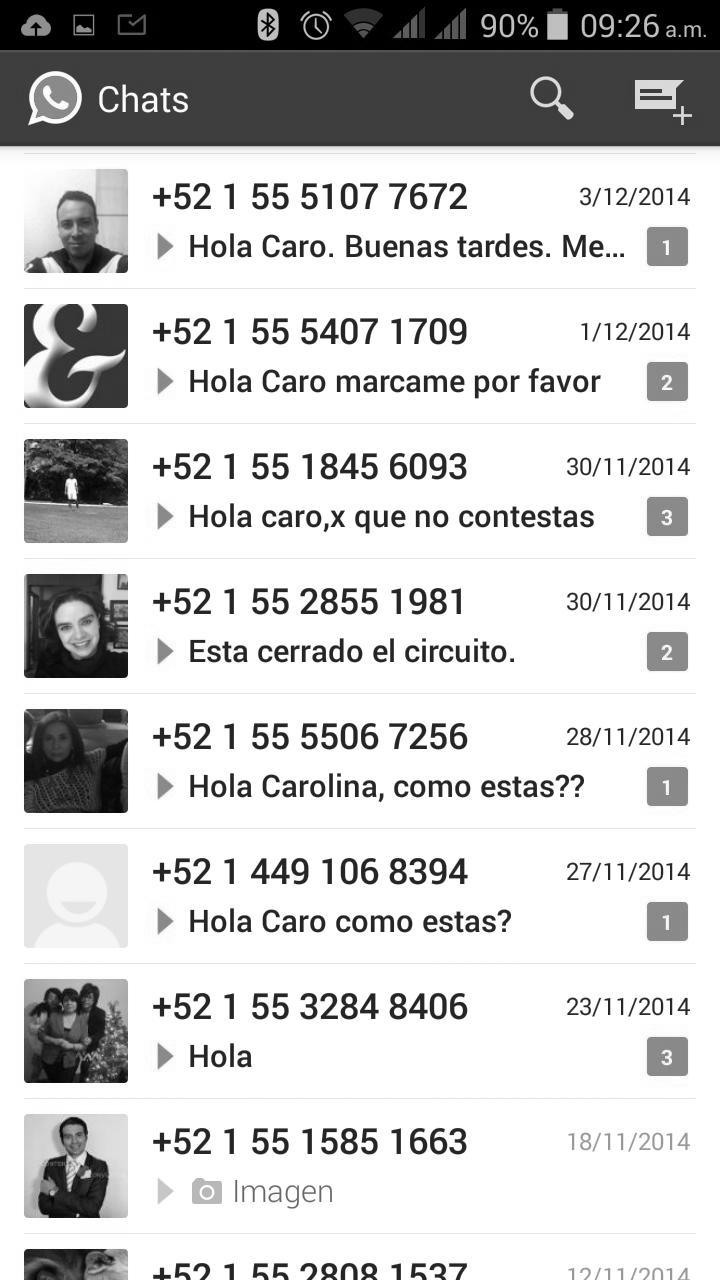 90% 09:26 a.m.
Chats
+52 1 55 5107 7672 3/12/2014
Hola Caro. Buenas tardes. Me... 1
+52 1 55 5407 1709 1/12/2014
Hola Caro marcame por favor 2
+52 1 55 1845 6093 30/11/2014
Hola caro,x que no contestas 3
+52 1 55 2855 1981 30/11/2014
Esta cerrado el circuito. 2
+52 1 55 5506 7256 28/11/2014
Hola Carolina, como estas?? 1
+52 1 449 106 8394 27/11/2014
Hola Caro como estas? 1
+52 1 55 3284 8406 23/11/2014
Hola 3
+52 1 55 1585 1663 18/11/2014
Imagen
+52 1 55 2808 1537 12/11/2014